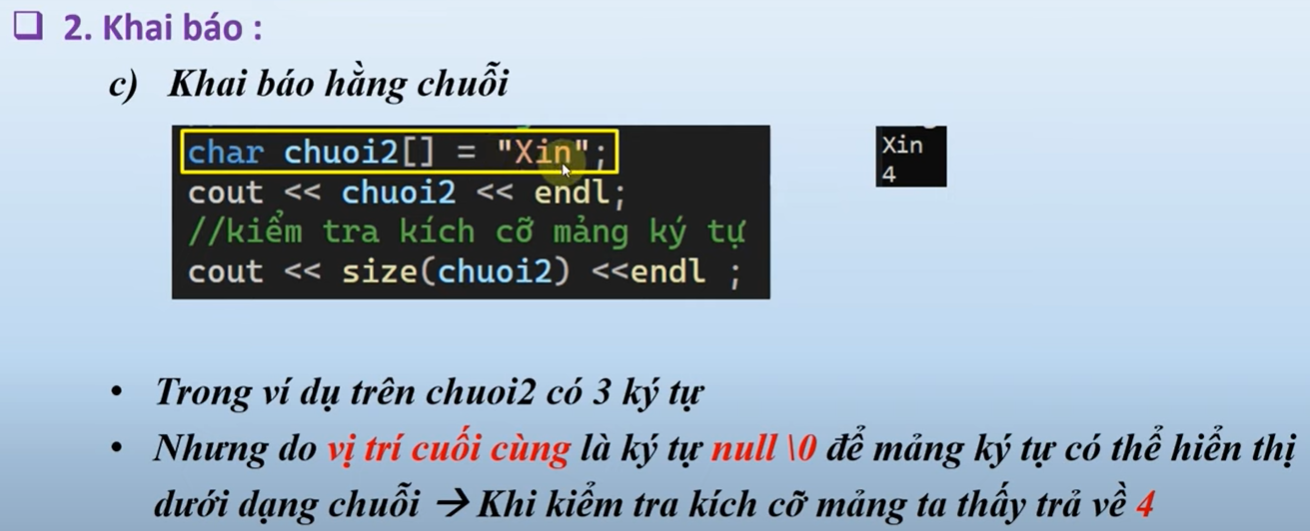 2. Khai báo :
c) Khai báo hằng chuỗi
char chuoi2[] = "Xin";
cout << chuoi2 << endl;
//kiểm tra kích cỡ mảng ký tự
cout << size(chuoi2) <<endl ;
Xin
4
• Trong ví dụ trên chuoi2 có 3 ký tự
• Nhưng do vị trí cuối cùng là ký tự null \0 để mảng ký tự có thể hiển thị
dưới dạng chuỗi → Khi kiểm tra kích cỡ mảng ta thấy trả về 4